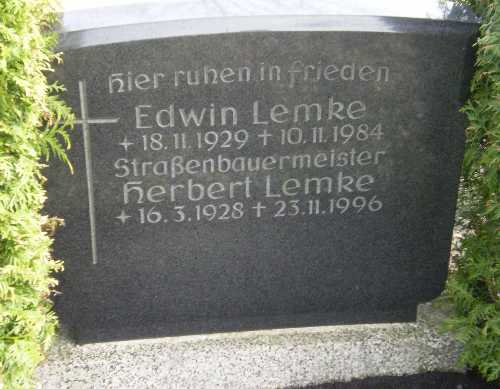 hier ruhen in frieden
Edwin Lemke
+ 18.11.1929 † 10.11.1984
Straßenbauermeister
herbert Lemke
+ 16.3.1928 † 23.11.1996